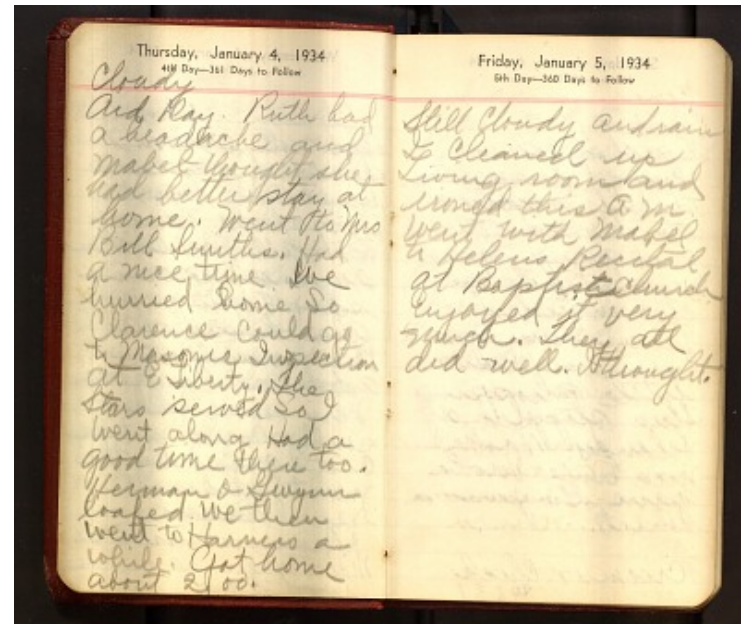 Thursday, January 4, 1934
4th Day—361 Days to Follow
Cloudy
Aid Day. Ruth had
a headache and
Mabel thought she
had better stay at
home. Went to Mrs
Bill Smiths. Had
a nice time We
hurried home So
Clarence Could go
to Masonic Inspection
at E Liberty. The
Stars served So I
went along Had a
good time there too.
Herman & Gwynn
loafed. We then
went to Harners a
while. Got home
about 2:00.
Friday, January 5, 1934
5th Day—360 Days to Follow
Still Cloudy and rain
I Cleaned up
Living room and
ironed this A.M.
Went with Mabel
to Helens Recital
at Baptist Church
Enjoyed it very
much. They all
did well. I thought.